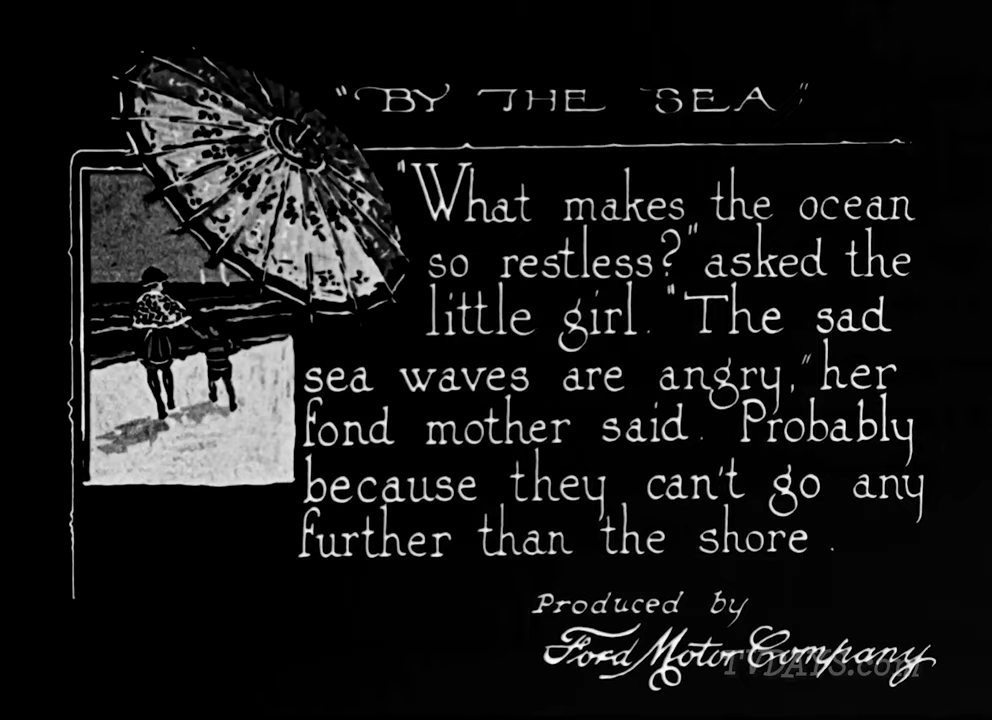 "BY THE SEA"
"What makes the ocean
so restless?" asked the
little girl. "The sad
sea waves are angry," her
fond mother said. Probably
because they can't go any
further than the shore.
Produced by
Ford Motor Company
TVDAYS.com